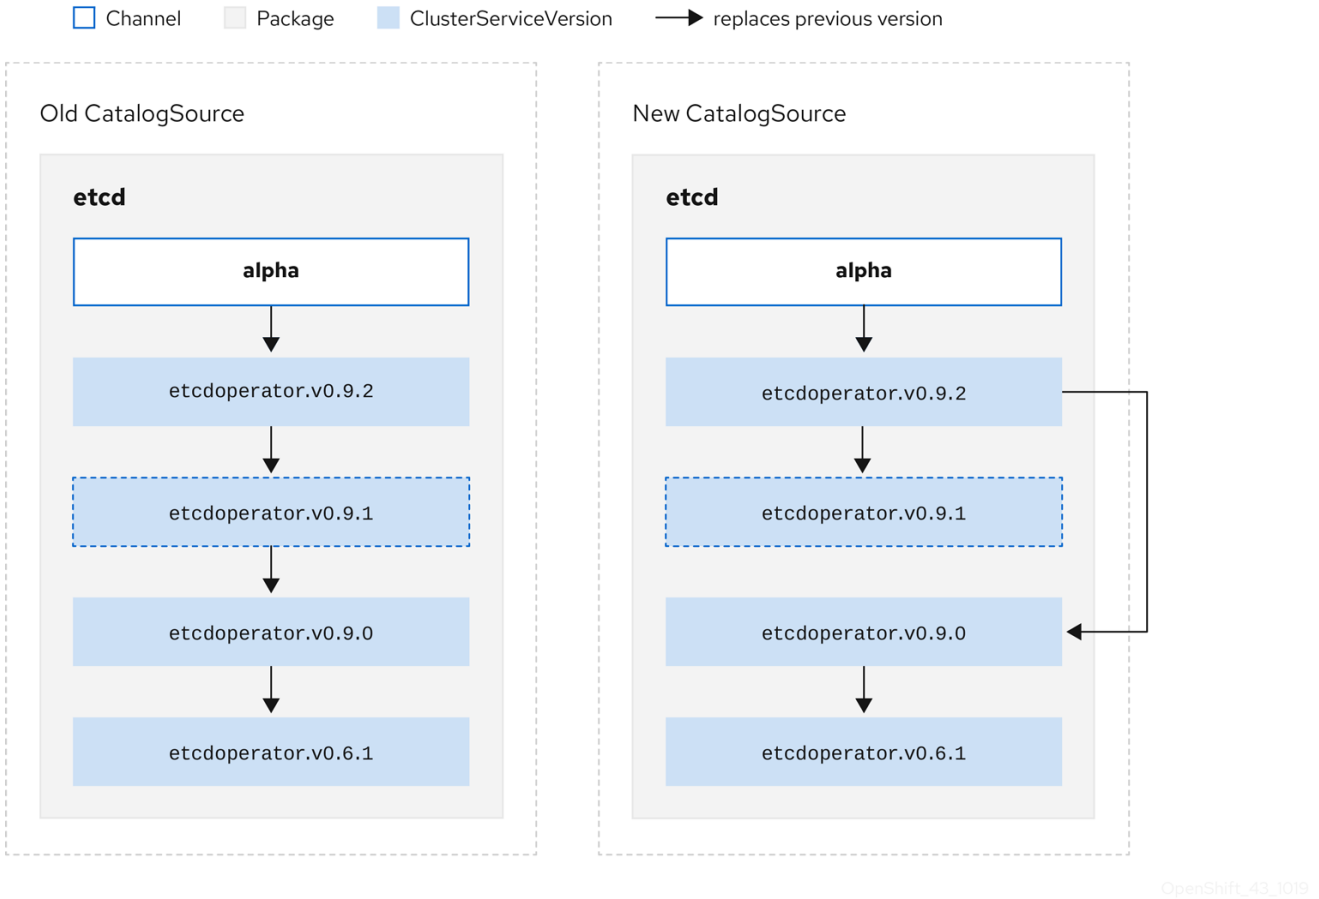 Channel Package ClusterServiceVersion replaces previous version
Old CatalogSource
etcd
alpha
etcdoperator.v0.9.2
etcdoperator.v0.9.1
etcdoperator.v0.9.0
etcdoperator.v0.6.1
New CatalogSource
etcd
alpha
etcdoperator.v0.9.2
etcdoperator.v0.9.1
etcdoperator.v0.9.0
etcdoperator.v0.6.1
OpenShift_43_1019